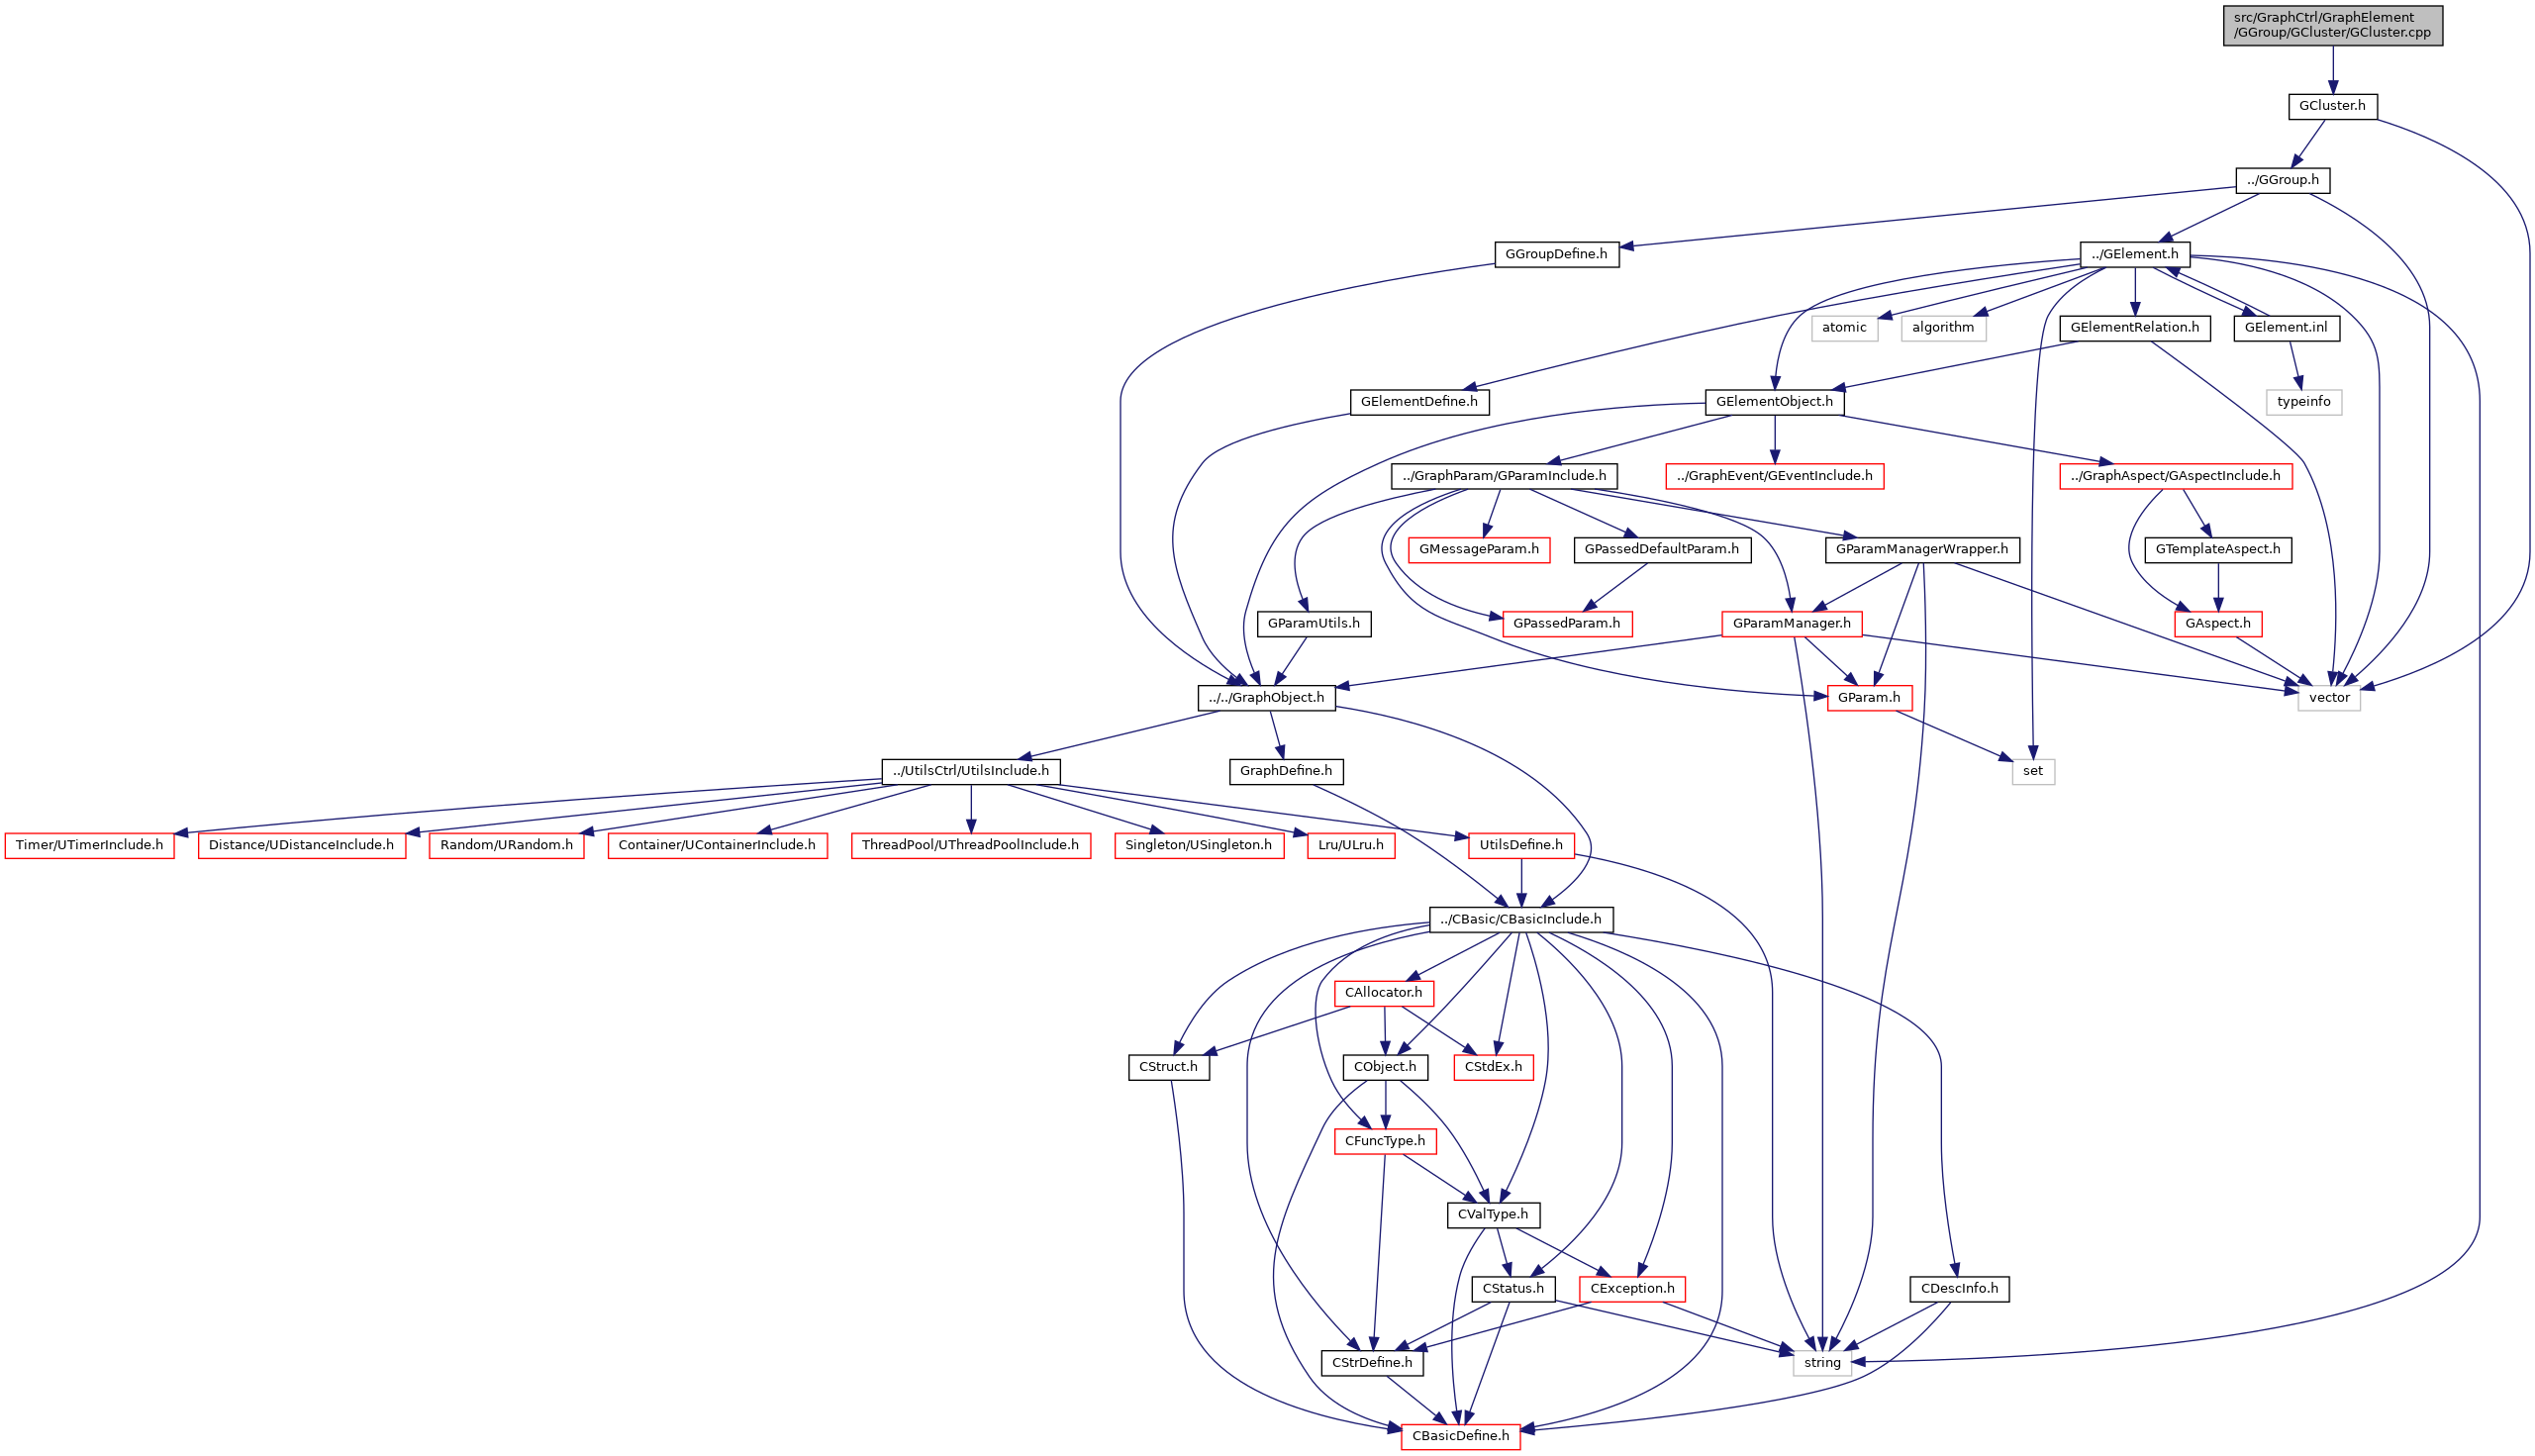 src/GraphCtrl/GraphElement
/GGroup/GCluster/GCluster.cpp
GCluster.h
../GGroup.h
GGroupDefine.h
../GElement.h
atomic
algorithm
GElementRelation.h
GElement.inl
GElementDefine.h
GElementObject.h
typeinfo
../GraphParam/GParamInclude.h
../GraphEvent/GEventInclude.h
../GraphAspect/GAspectInclude.h
GMessageParam.h
GPassedDefaultParam.h
GParamManagerWrapper.h
GTemplateAspect.h
GParamUtils.h
GPassedParam.h
GParamManager.h
GAspect.h
../../GraphObject.h
GParam.h
vector
../UtilsCtrl/UtilsInclude.h
GraphDefine.h
set
Timer/UTimerInclude.h
Distance/UDistanceInclude.h
Random/URandom.h
Container/UContainerInclude.h
ThreadPool/UThreadPoolInclude.h
Singleton/USingleton.h
Lru/ULru.h
UtilsDefine.h
../CBasic/CBasicInclude.h
CAllocator.h
CStruct.h
CObject.h
CStdEx.h
CFuncType.h
CValType.h
CStatus.h
CException.h
CDescInfo.h
CStrDefine.h
string
CBasicDefine.h